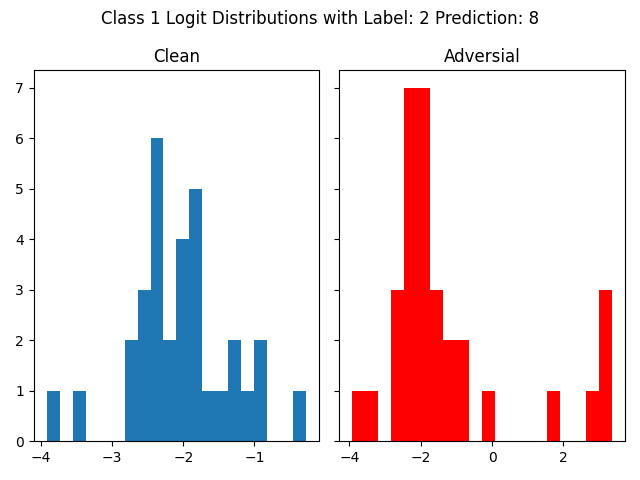 Class 1 Logit Distributions with Label: 2 Prediction: 8
Clean
Adversial
7
6
5
4
3
2
1
0
−4 −3 −2 −1
−4 −2 0 2